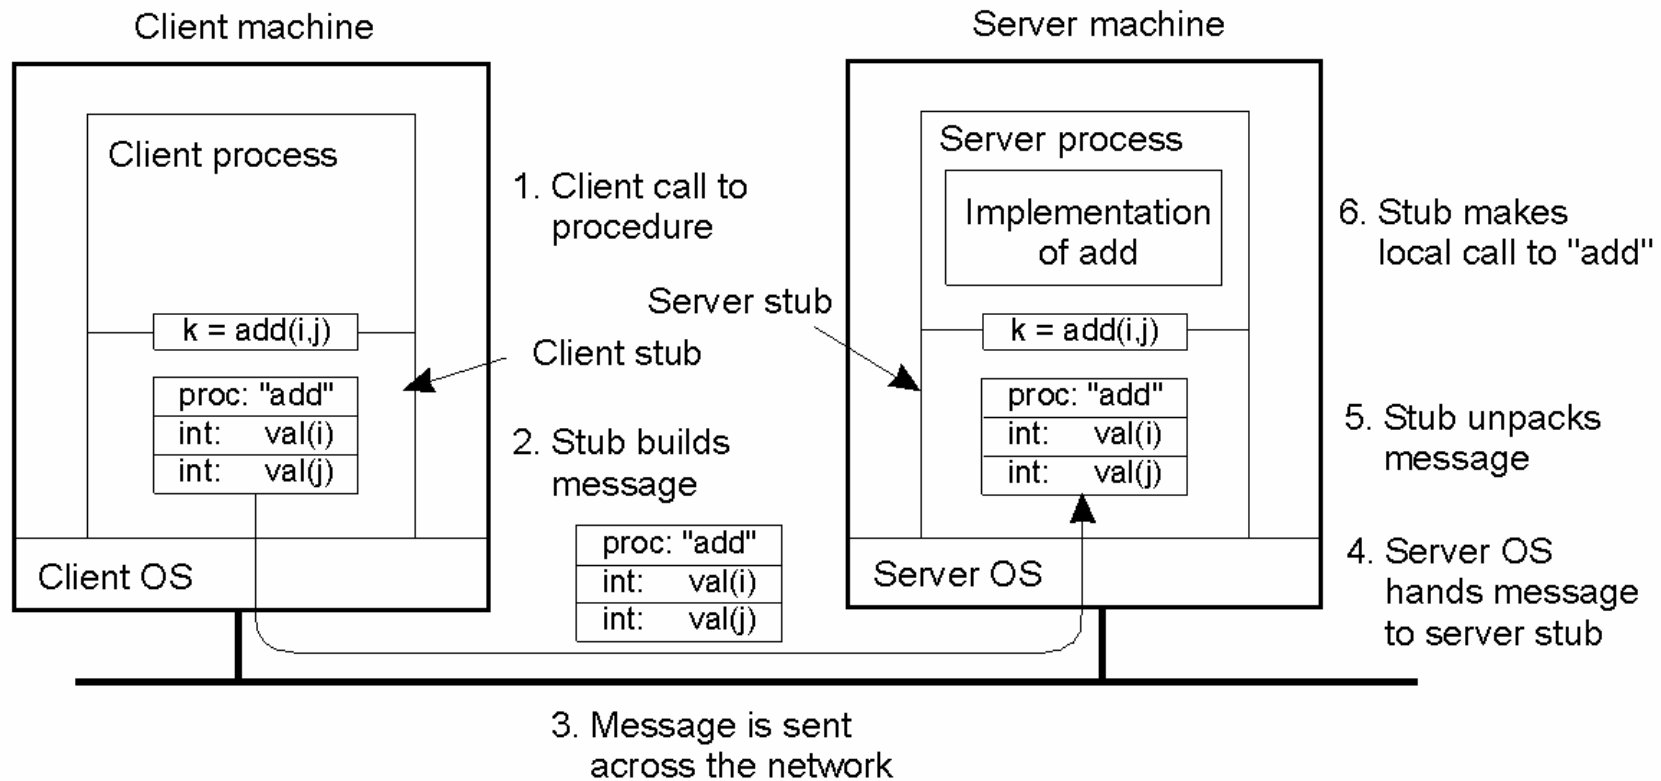 Client machine
Server machine
Client process
1. Client call to
procedure
k = add(i,j)
Client stub
proc: "add"
int: val(i)
int: val(j)
2. Stub builds
message
proc: "add"
int: val(i)
int: val(j)
Client OS
3. Message is sent
across the network
Server process
Implementation
of add
Server stub
k = add(i,j)
proc: "add"
int: val(i)
int: val(j)
Server OS
6. Stub makes
local call to "add"
5. Stub unpacks
message
4. Server OS
hands message
to server stub